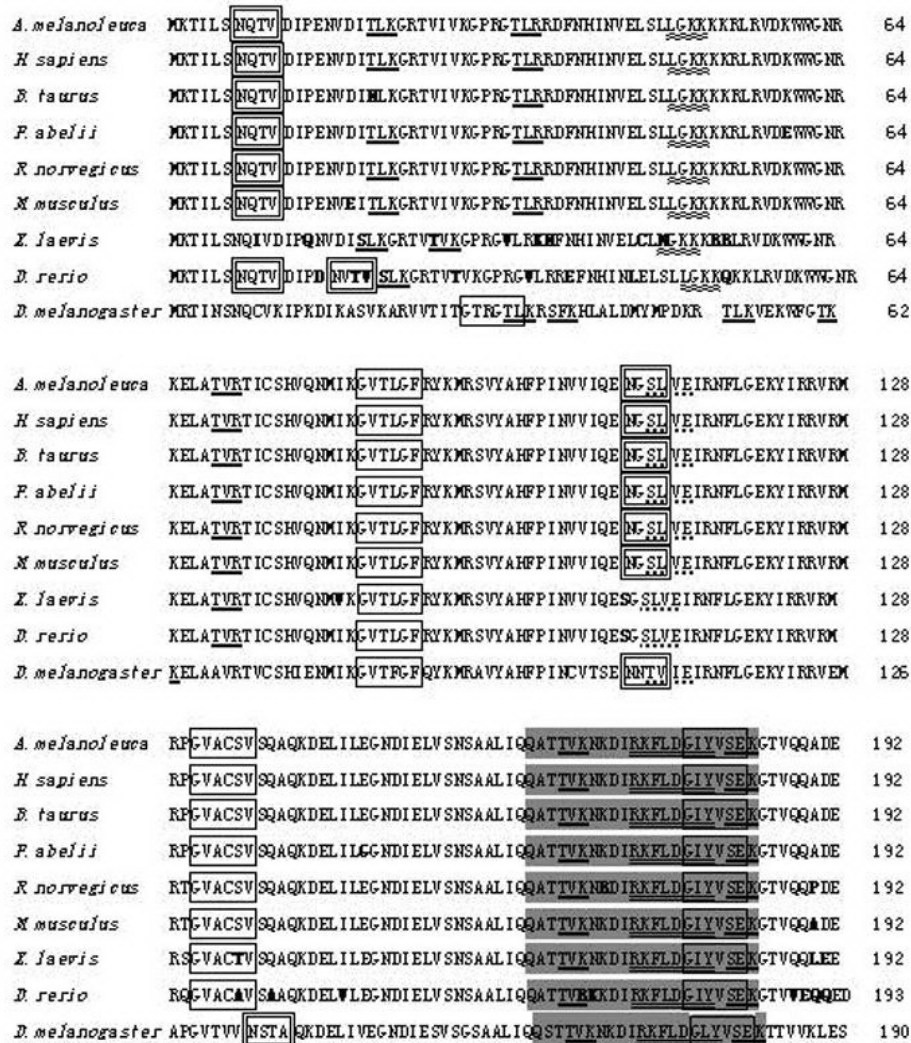 A. melanoleuca MKTILSNQTVDIPENVDITLKGRTVIVKGPRGTLRRDFNHINVELSLLGKKKKRLRVDKWWGNR 64
H sapiens MKTILSNQTVDIPENVDITLKGRTVIVKGPRGTLRRDFNHINVELSLLGKKKKRLRVDKWWGNR 64
B. taurus MKTILSNQTVDIPENVDIHLKGRTVIVKGPRGTLRRDFNHINVELSLLGKKKKRLRVDKWWGNR 64
P. abelii MKTILSNQTVDIPENVDITLKGRTVIVKGPRGTLRRDFNHINVELSLLGKKKKRLRVDEWWGNR 64
R norvegicus MKTILSNQTVDIPENVDITLKGRTVIVKGPRGTLRRDFNHINVELSLLGKKKKRLRVDKWWGNR 64
M musculus MKTILSNQTVDIPENVEITLKGRTVIVKGPRGTLRRDFNHINVELSLLGKKKKRLRVDKWWGNR 64
X. laevis MKTILSNQIVDIPQNVDISLKGRTVTVKGPRGVLRKHFNHINVELCLMGKKRRRLRVDKWWGNR 64
D. rerio MKTILSNQTVDIPDNVTVSLKGRTVTVKGPRGVLRREFNHINLELSLLGKKQKKLRVDKWWGNR 64
D. melanogaster MRTINSNQCVKIPKDIKASVKARVVTITGTRGTLKRSFKHLALDMYMPDKR TLKVEKWFGTK 62
A. melanoleuca KELATVRTICSHVQNMIKGVTLGFRYKMRSVYAHFPINVVIQENGSLVEIRNFLGEKYIRRVRM 128
H sapiens KELATVRTICSHVQNMIKGVTLGFRYKMRSVYAHFPINVVIQENGSLVEIRNFLGEKYIRRVRM 128
B. taurus KELATVRTICSHVQNMIKGVTLGFRYKMRSVYAHFPINVVIQENGSLVEIRNFLGEKYIRRVRM 128
P. abelii KELATVRTICSHVQNMIKGVTLGFRYKMRSVYAHFPINVVIQENGSLVEIRNFLGEKYIRRVRM 128
R norvegicus KELATVRTICSHVQNMIKGVTLGFRYKMRSVYAHFPINVVIQENGSLVEIRNFLGEKYIRRVRM 128
M musculus KELATVRTICSHVQNMIKGVTLGFRYKMRSVYAHFPINVVIQENGSLVEIRNFLGEKYIRRVRM 128
X. laevis KELATVRTICSHVQNMVKGVTLGFRYKMRSVYAHFPINVVIQESGSLVEIRNFLGEKYIRRVRM 128
D. rerio KELATVRTICSHVQNMIKGVTLGFRYKMRSVYAHFPINVVIQESGSLVEIRNFLGEKYIRRVRM 128
D. melanogaster KELAAVRTVCSHIENMIKGVTFGFQYKMRAVYAHFPINCVTSENNTVIEIRNFLGEKYIRRVEM 126
A. melanoleuca RPGVACSVSQAQKDELILEGNDIELVSNSAALIQQATTVKNKDIRKFLDGIYVSEKGTVQQADE 192
H sapiens RPGVACSVSQAQKDELILEGNDIELVSNSAALIQQATTVKNKDIRKFLDGIYVSEKGTVQQADE 192
B. taurus RPGVACSVSQAQKDELILEGNDIELVSNSAALIQQATTVKNKDIRKFLDGIYVSEKGTVQQADE 192
P. abelii RPGVACSVSQAQKDELILGGNDIELVSNSAALIQQATTVKNKDIRKFLDGIYVSEKGTVQQADE 192
R norvegicus RTGVACSVSQAQKDELILEGNDIELVSNSAALIQQATTVKNKDIRKFLDGIYVSEKGTVQQPDE 192
M musculus RTGVACSVSQAQKDELILEGNDIELVSNSAALIQQATTVKNKDIRKFLDGIYVSEKGTVQQADE 192
X. laevis RSGVACTVSQAQKDELILEGNDIELVSNSAALIQQATTVKNKDIRKFLDGIYVSEKGTVQQLEE 192
D. rerio RQGVACAVSAAQKDELVLEGNDIELVSNSAALIQQATTVRKKDIRKFLDGIYVSEKGTVVEQQED 193
D. melanogaster APGVTVVNSTAQKDELIVEGNDIESVSGSAALIQQSTTVKNKDIRKFLDGLYVSEKTTVVKLES 190